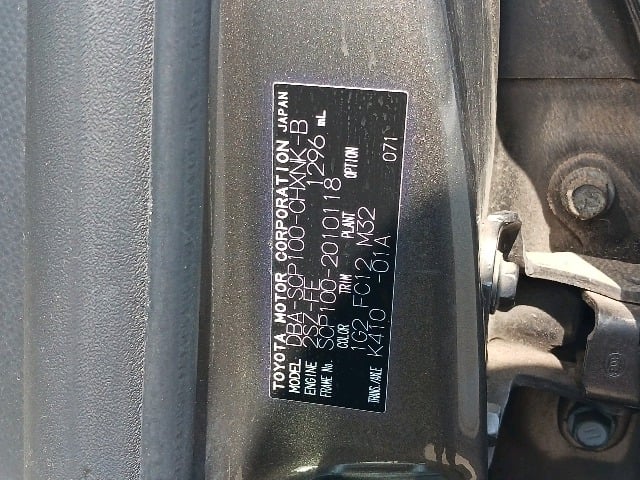 TOYOTA MOTOR CORPORATION JAPAN
MODEL DBA-SCP100-CHXNK-B
ENGINE 2SZ-FE 1296 mL
FRAME No. SCP100-2010118
COLOR TRIM PLANT OPTION
1G2 FC12 M32
TRANS./AXLE K410 -01A 071